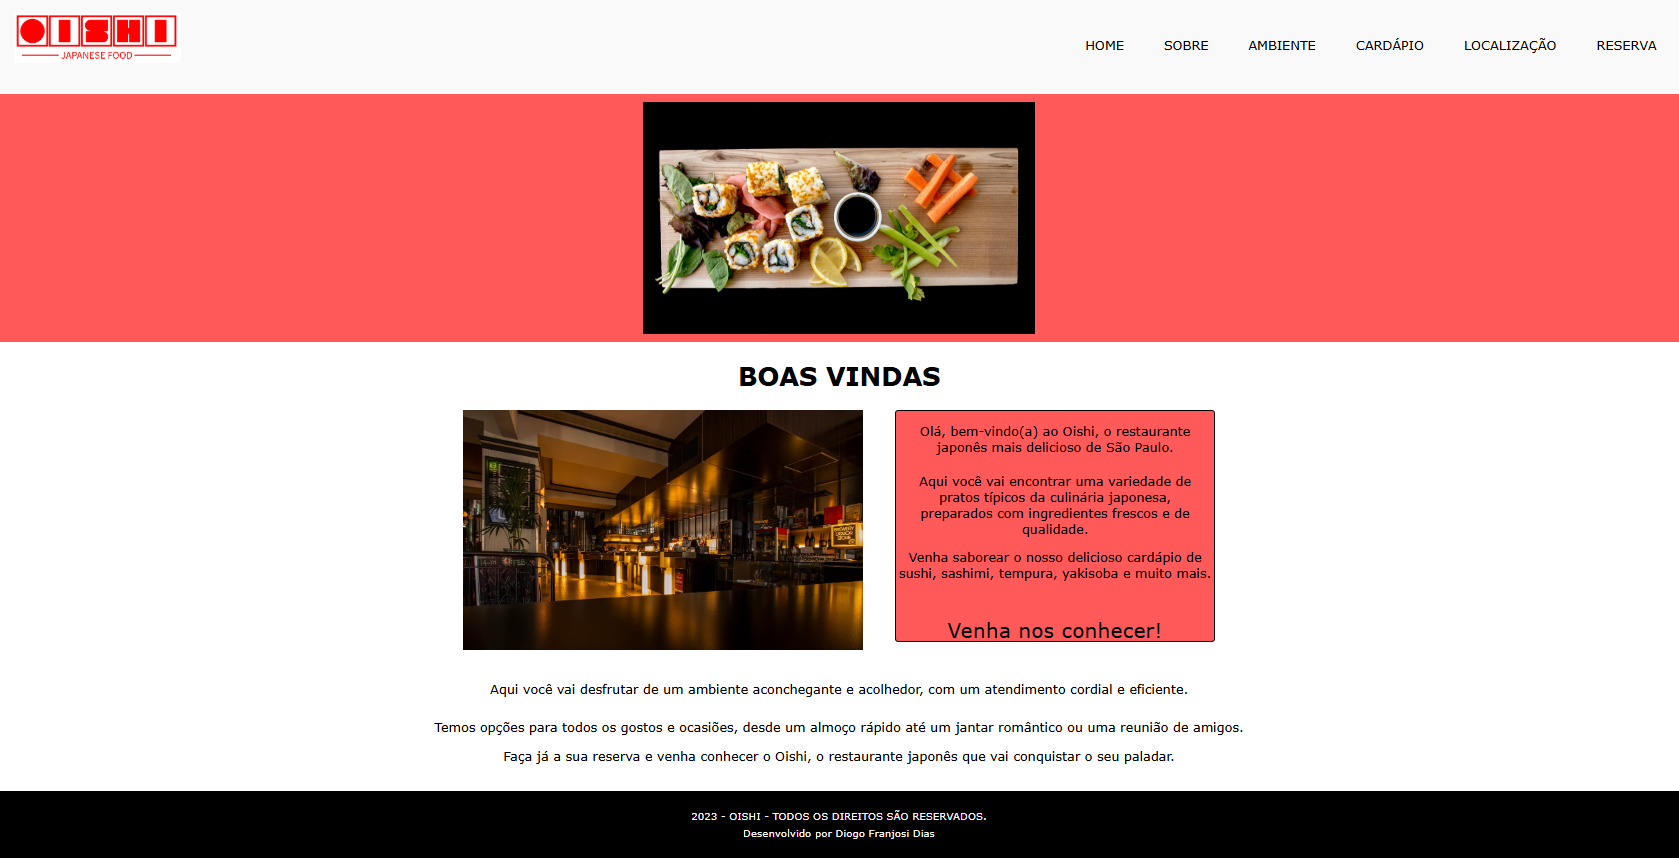 OISHI
JAPANESE FOOD
HOME SOBRE AMBIENTE CARDÁPIO LOCALIZAÇÃO RESERVA
BOAS VINDAS
Olá, bem-vindo(a) ao Oishi, o restaurante
japonês mais delicioso de São Paulo.
Aqui você vai encontrar uma variedade de
pratos típicos da culinária japonesa,
preparados com ingredientes frescos e de
qualidade.
Venha saborear o nosso delicioso cardápio de
sushi, sashimi, tempura, yakisoba e muito mais.
Venha nos conhecer!
Aqui você vai desfrutar de um ambiente aconchegante e acolhedor, com um atendimento cordial e eficiente.
Temos opções para todos os gostos e ocasiões, desde um almoço rápido até um jantar romântico ou uma reunião de amigos.
Faça já a sua reserva e venha conhecer o Oishi, o restaurante japonês que vai conquistar o seu paladar.
2023 - OISHI - TODOS OS DIREITOS SÃO RESERVADOS.
Desenvolvido por Diogo Franjosi Dias